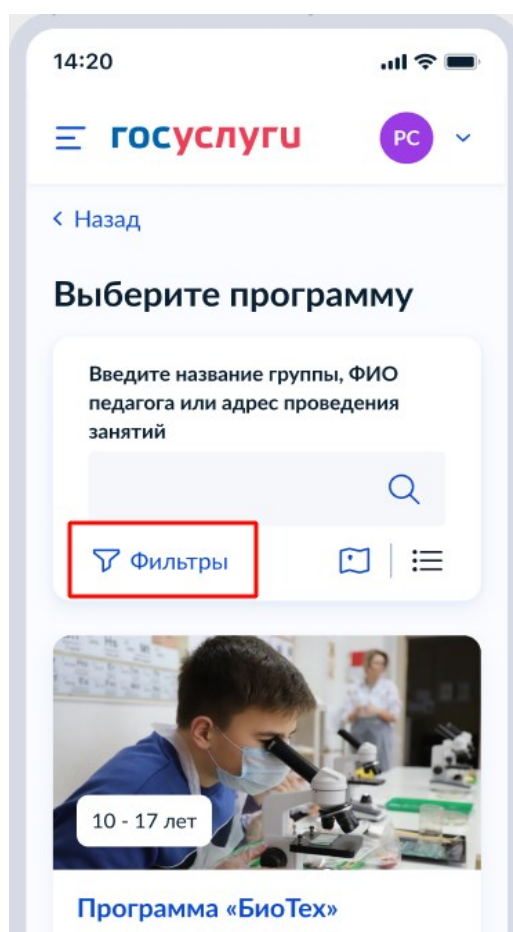 14:20
госуслуги
РС
Назад
Выберите программу
Введите название группы, ФИО
педагога или адрес проведения
занятий
Фильтры
10 - 17 лет
Программа «БиоТех»